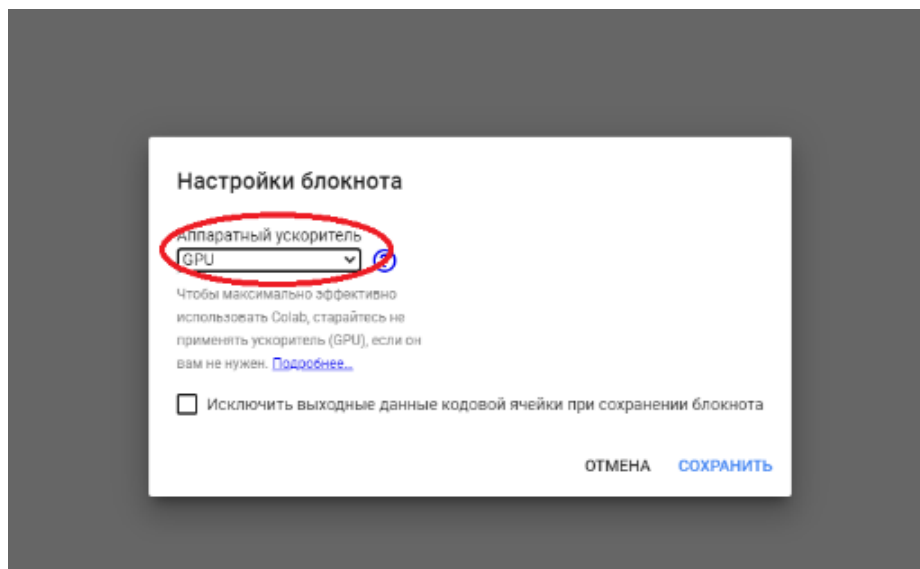 Настройки блокнота
Аппаратный ускоритель
GPU
?
Чтобы максимально эффективно
использовать Colab, старайтесь не
применять ускоритель (GPU), если он
вам не нужен. Подробнее…
Исключить выходные данные кодовой ячейки при сохранении блокнота
ОТМЕНА СОХРАНИТЬ